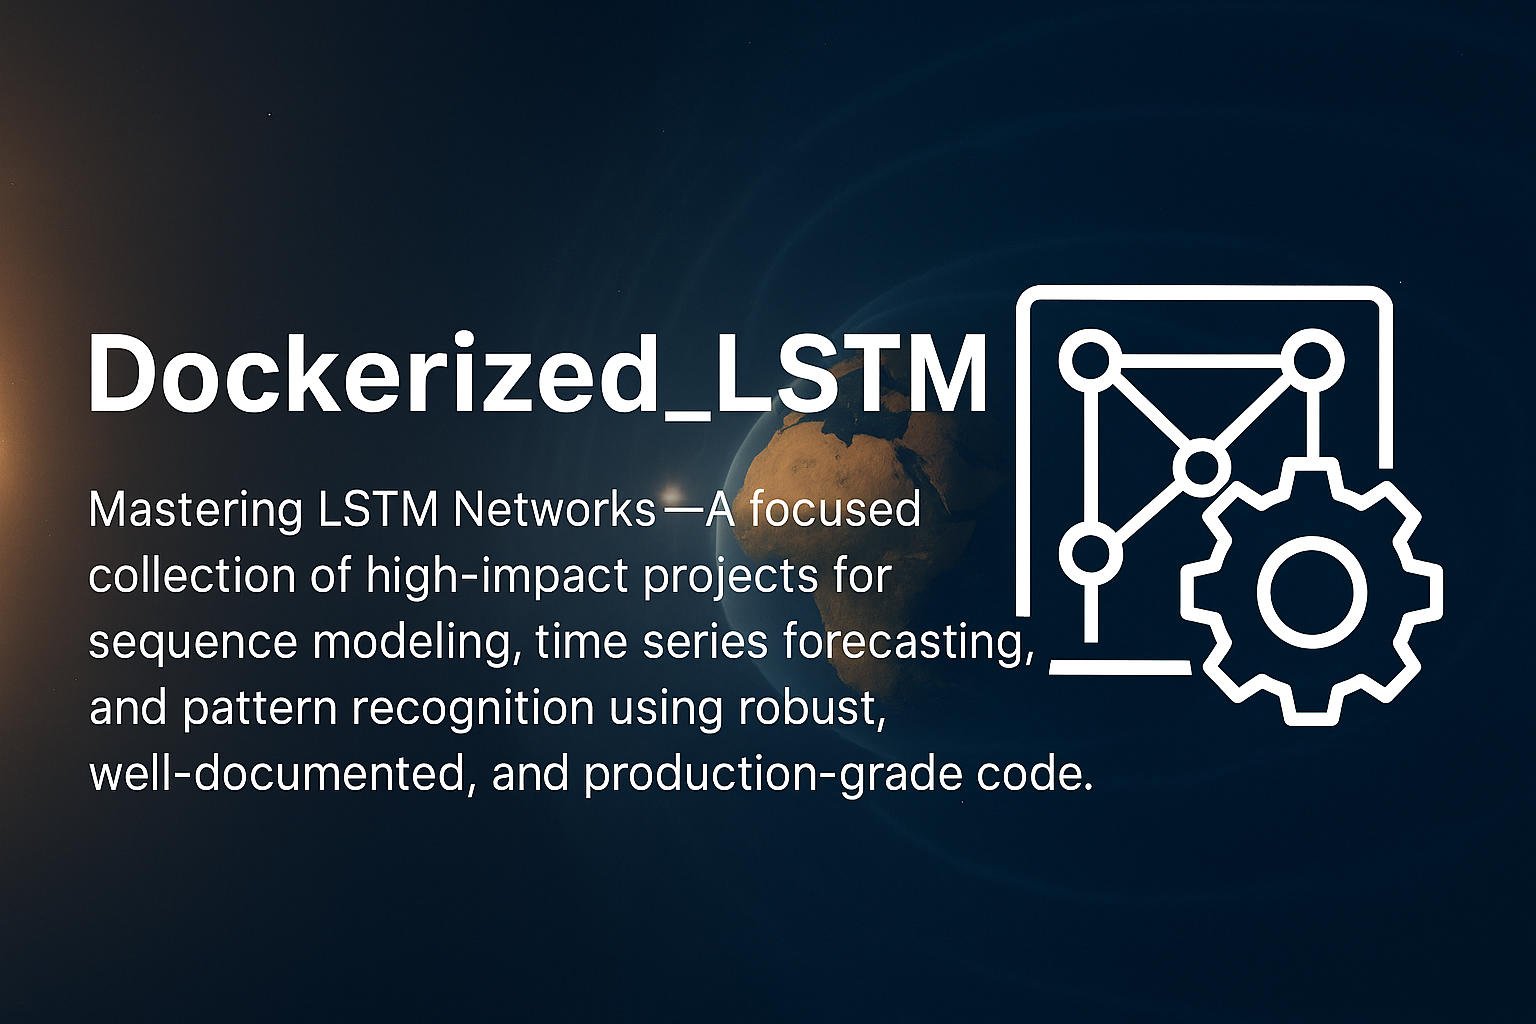 Dockerized_LSTM
Mastering LSTM Networks—A focused
collection of high-impact projects for
sequence modeling, time series forecasting,
and pattern recognition using robust,
well-documented, and production-grade code.